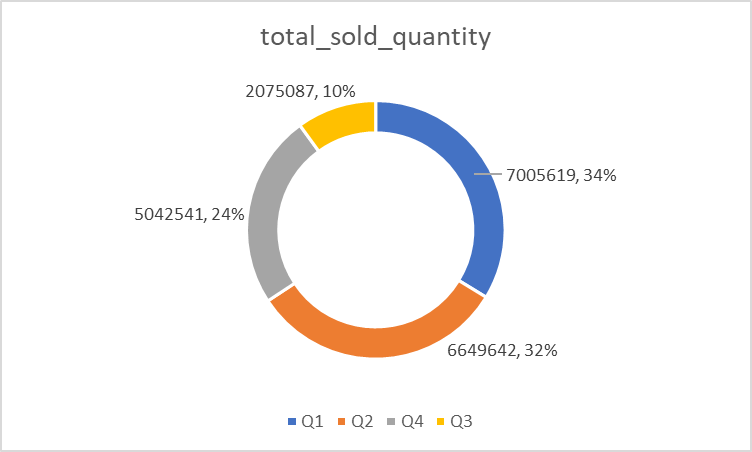 total_sold_quantity
2075087, 10%
7005619, 34%
5042541, 24%
6649642, 32%
Q1 Q2 Q4 Q3